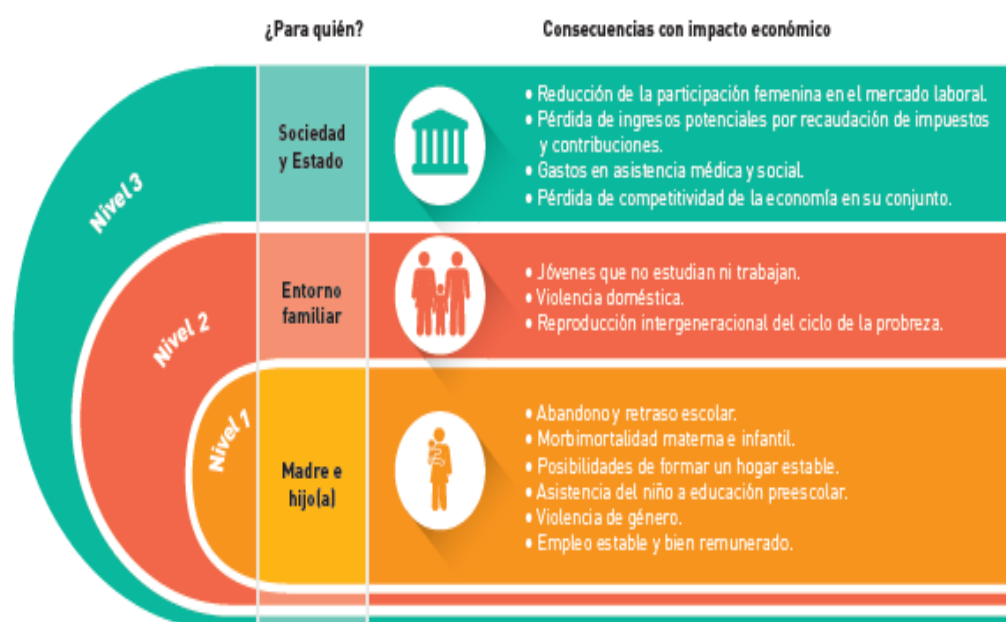 ¿Para quién?
Consecuencias con impacto económico
Nivel 3
Sociedad
y Estado
• Reducción de la participación femenina en el mercado laboral.
• Pérdida de ingresos potenciales por recaudación de impuestos
y contribuciones.
• Gastos en asistencia médica y social.
• Pérdida de competitividad de la economía en su conjunto.
Nivel 2
Entorno
familiar
• Jóvenes que no estudian ni trabajan.
• Violencia doméstica.
• Reproducción intergeneracional del ciclo de la probreza.
Nivel 1
Madre e
hijo(a)
• Abandono y retraso escolar.
• Morbimortalidad materna e infantil.
• Posibilidades de formar un hogar estable.
• Asistencia del niño a educación preescolar.
• Violencia de género.
• Empleo estable y bien remunerado.